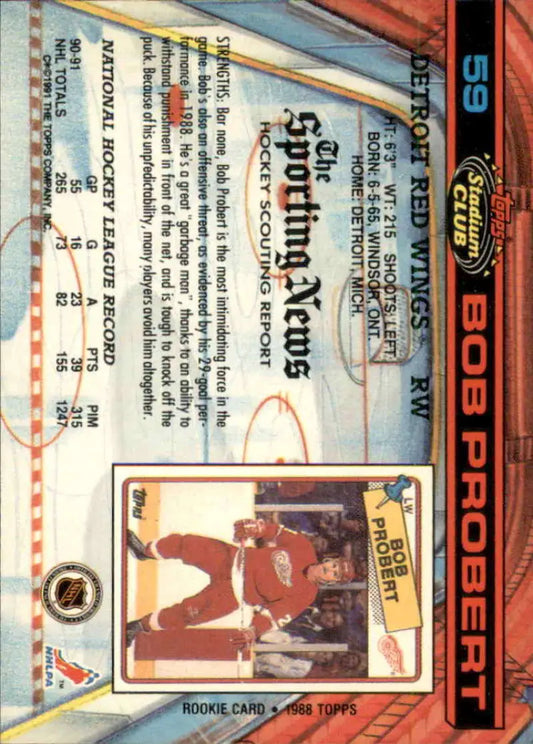 59
Topps
Stadium
CLUB
BOB PROBERT
DETROIT RED WINGS® RW
HT: 6'3" WT: 215 SHOOTS: LEFT
BORN: 6-5-65, WINDSOR, ONT.
HOME: DETROIT, MICH.
The
Sporting News
HOCKEY SCOUTING REPORT
STRENGTHS: Bar none, Bob Probert is the most intimidating force in the
game. Bob's also an offensive threat, as evidenced by his 29-goal per-
formance in 1988. He's a great "garbage man", thanks to an ability to
withstand punishment in front of the net, and is tough to knock off the
puck. Because of his unpredictability, many players avoid him altogether.
NATIONAL HOCKEY LEAGUE RECORD
GP G A PTS PIM
90-91 55 16 23 39 315
NHL TOTALS 265 73 82 155 1247
©1991 THE TOPPS COMPANY, INC.
LW
BOB
PROBERT
TOPPS
ROOKIE CARD • 1988 TOPPS
NHL
NHLPA
TM